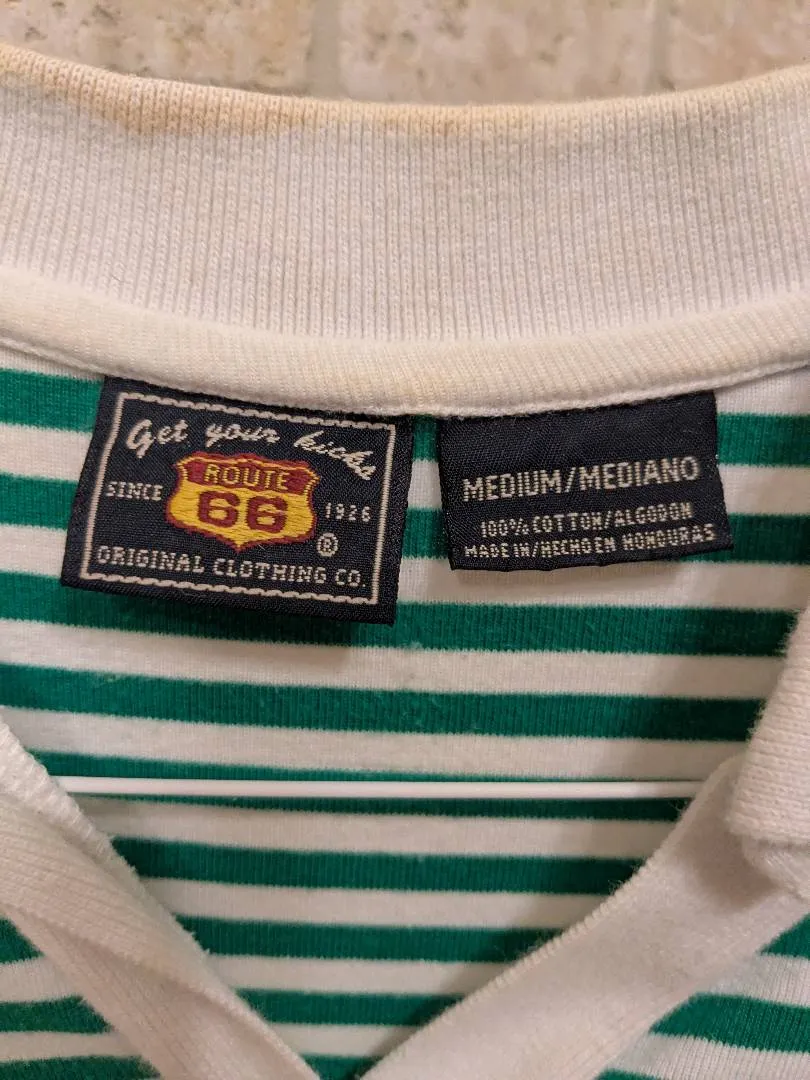 Get your kicks
ROUTE
SINCE 66 1926
®
ORIGINAL CLOTHING CO.
MEDIUM/MEDIANO
100% COTTON/ALGODON
MADE IN/HECHO EN HONDURAS